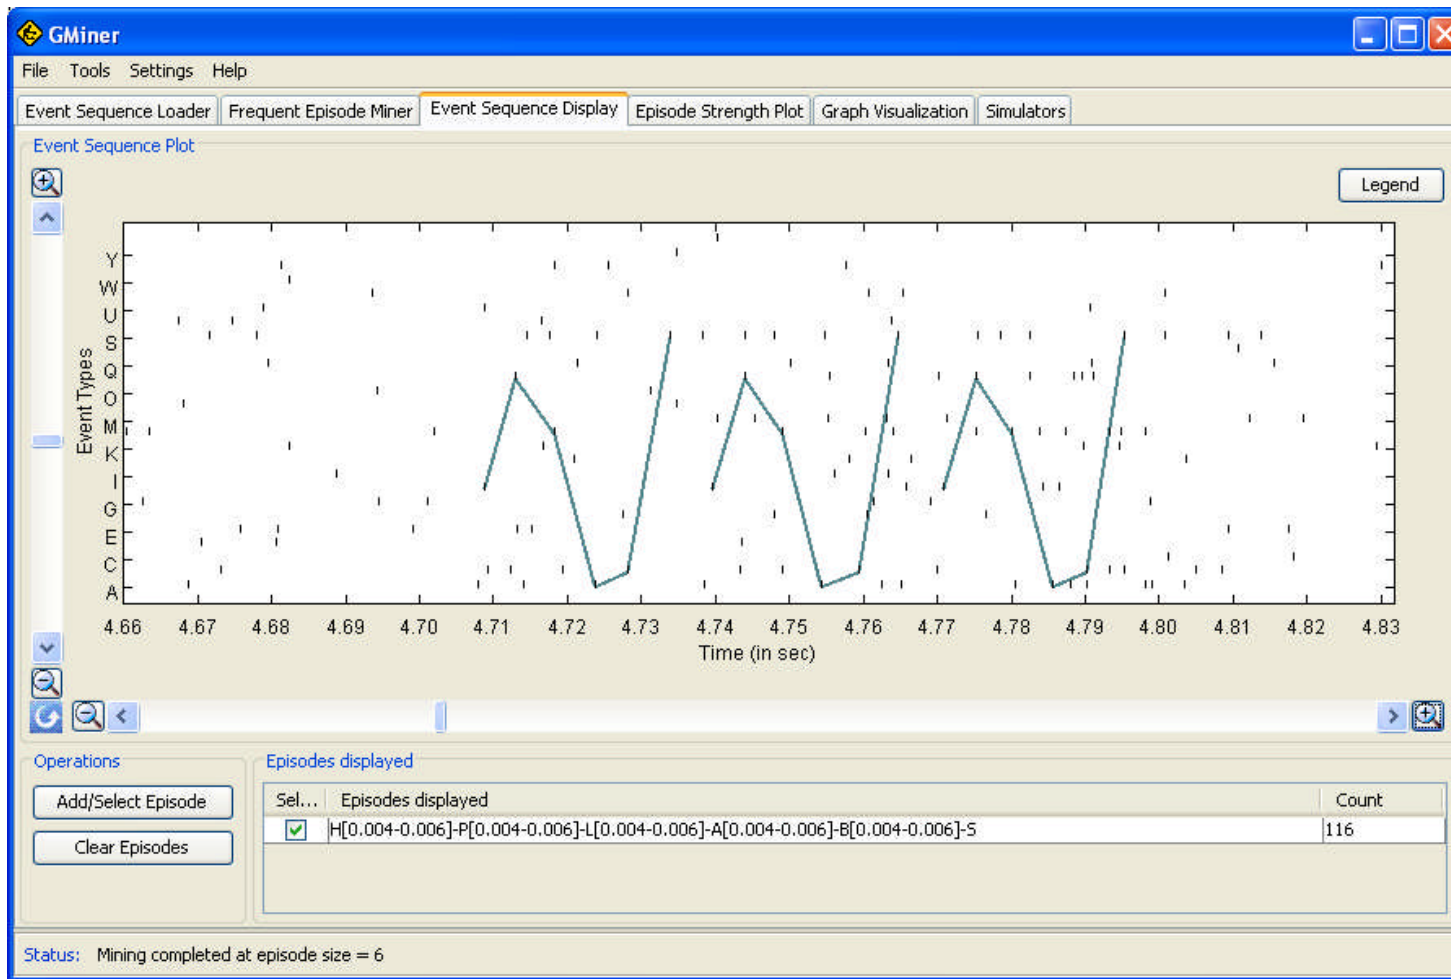 GMiner
File Tools Settings Help
Event Sequence Loader Frequent Episode Miner Event Sequence Display Episode Strength Plot Graph Visualization Simulators
Event Sequence Plot
Legend
Event Types
Y
W
U
S
Q
O
M
K
I
G
E
C
A
4.66 4.67 4.68 4.69 4.70 4.71 4.72 4.73 4.74 4.75 4.76 4.77 4.78 4.79 4.80 4.81 4.82 4.83
Time (in sec)
Operations
Add/Select Episode
Clear Episodes
Episodes displayed
Sel... Episodes displayed Count
H[0.004-0.006]-P[0.004-0.006]-L[0.004-0.006]-A[0.004-0.006]-B[0.004-0.006]-S 116
Status: Mining completed at episode size = 6